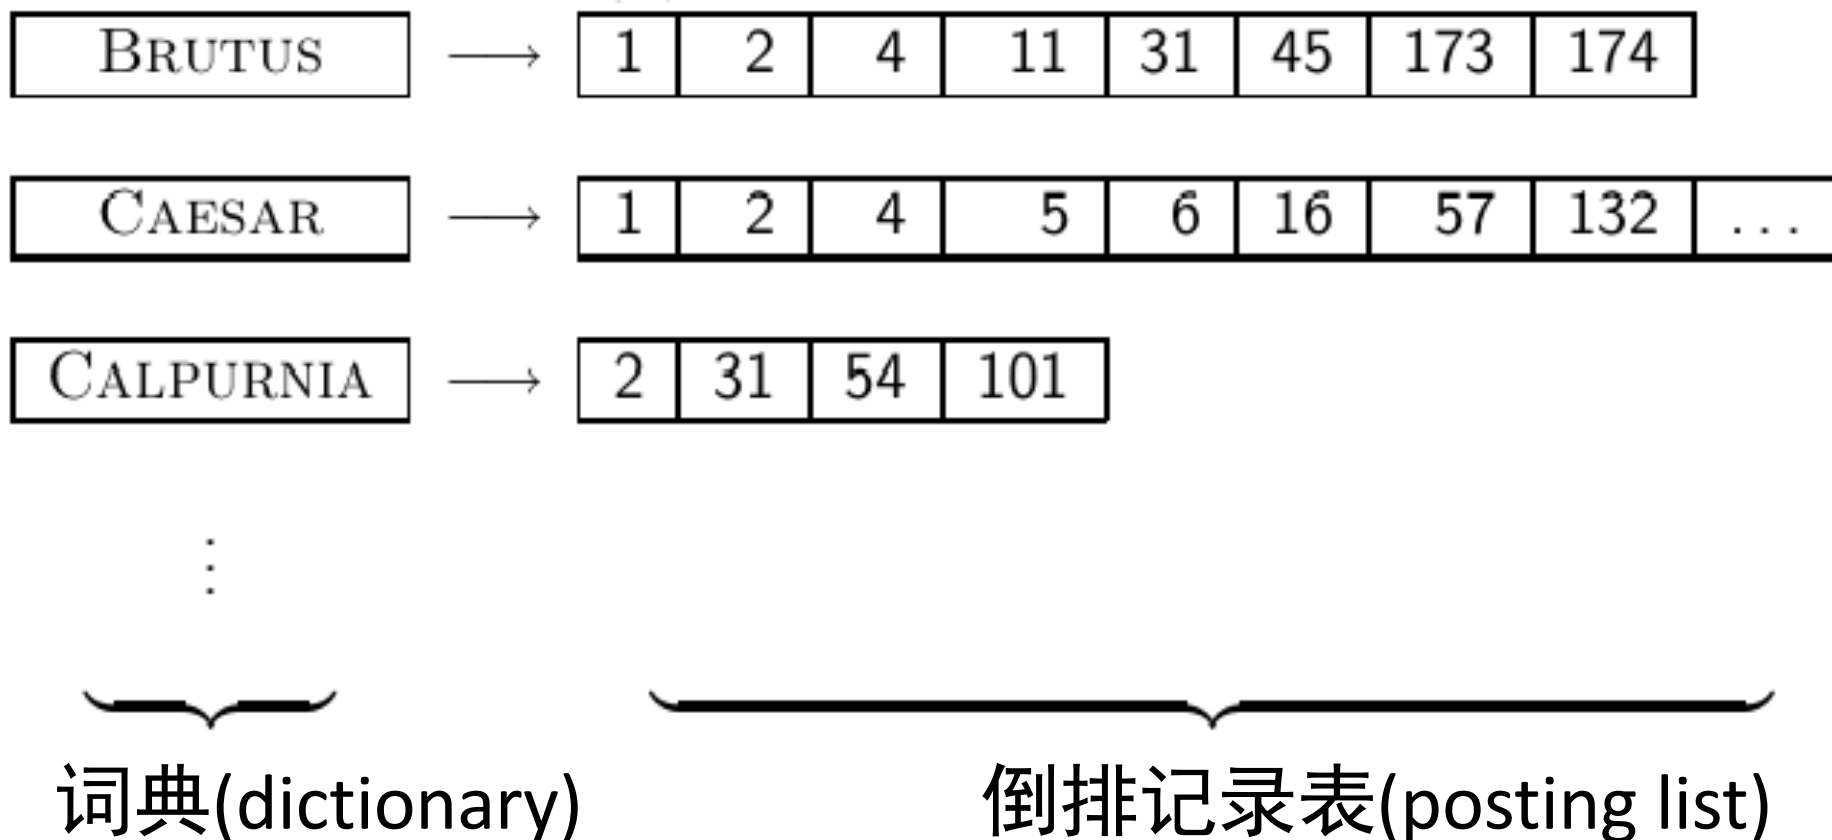 BRUTUS → 1 2 4 11 31 45 173 174
CAESAR → 1 2 4 5 6 16 57 132 ...
CALPURNIA → 2 31 54 101
⋮
词典(dictionary) 倒排记录表(posting list)